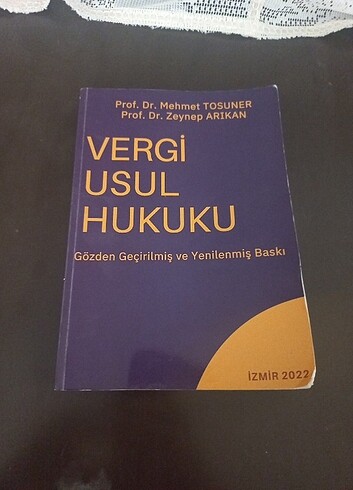 Prof. Dr. Mehmet TOSUNER
Prof. Dr. Zeynep ARIKAN
VERGİ
USUL
HUKUKU
Gözden Geçirilmiş ve Yenilenmiş Baskı
İZMİR 2022